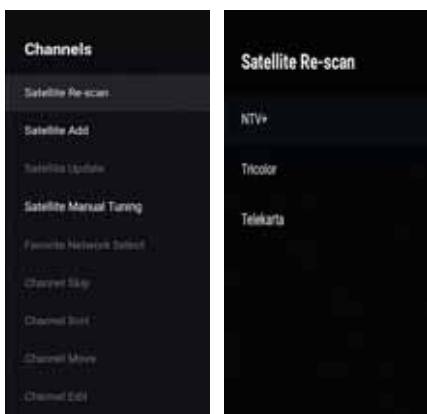 Channels
Satellite Re-scan
Satellite Add
Satellite Update
Satellite Manual Tuning
Favorite Network Select
Channel Skip
Channel Sort
Channel Move
Channel Edit
Satellite Re-scan
NTV+
Tricolor
Telekarta